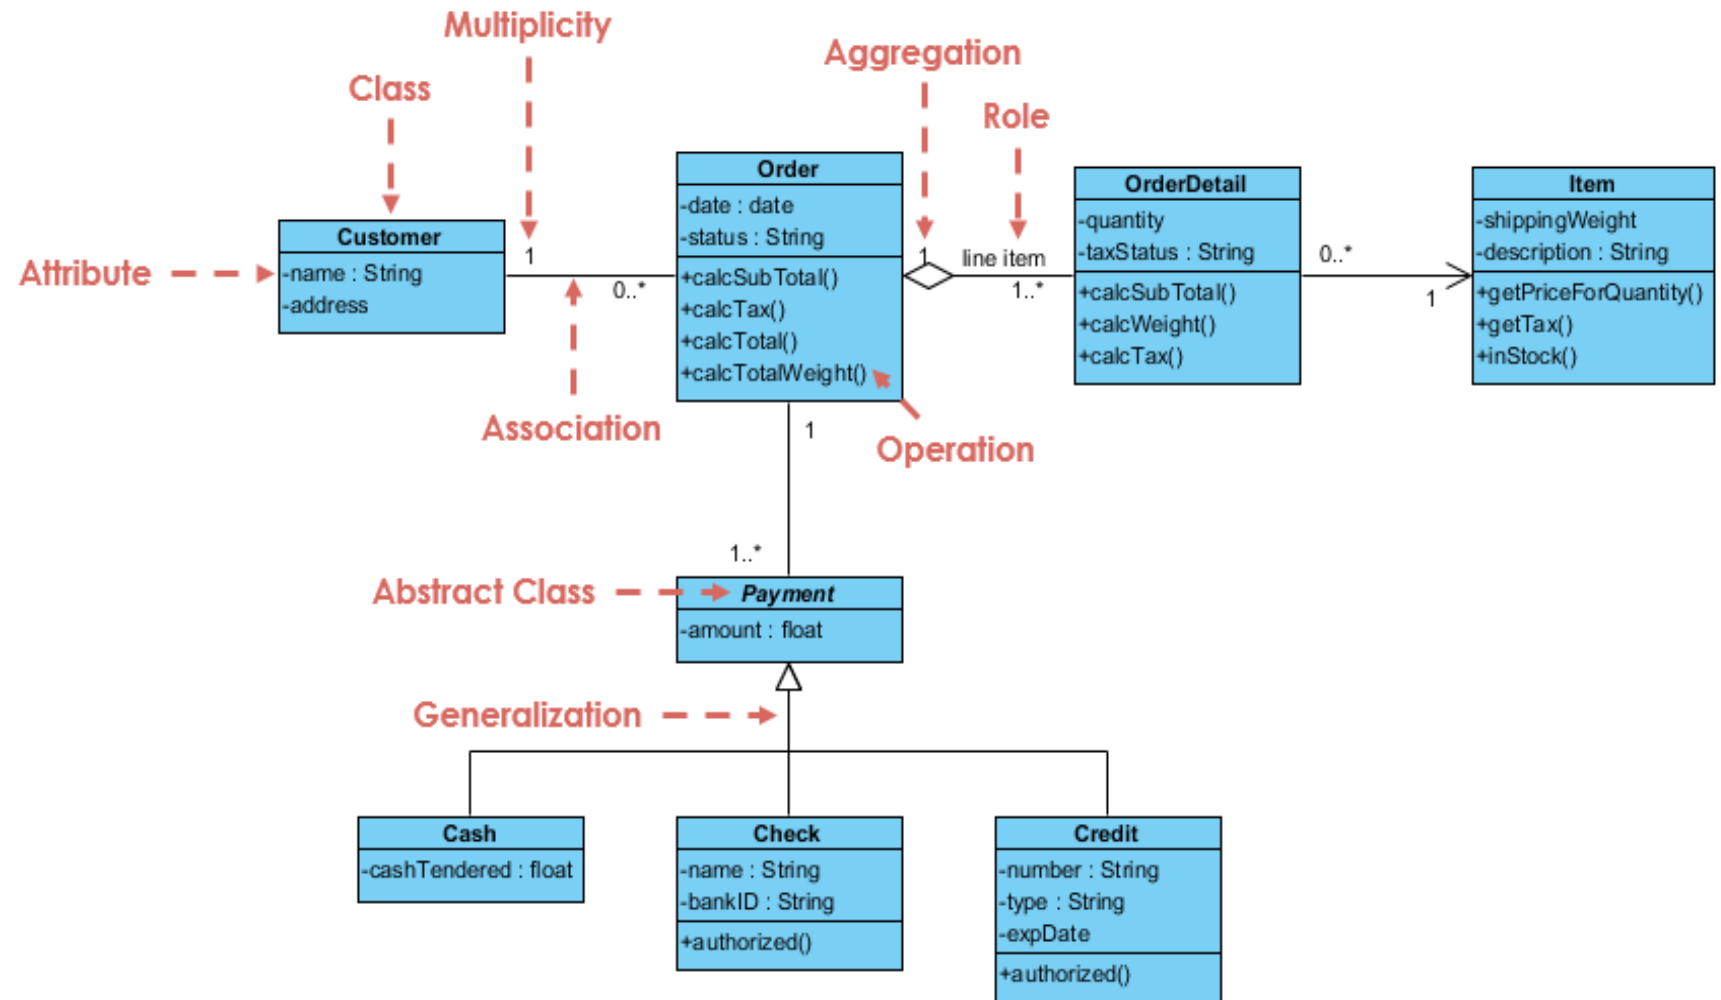 Multiplicity
Aggregation
Class
Role
Order
-date : date
-status : String
+calcSubTotal()
+calcTax()
+calcTotal()
+calcTotalWeight()
OrderDetail
-quantity
-taxStatus : String
+calcSubTotal()
+calcWeight()
+calcTax()
Item
-shippingWeight
-description : String
+getPriceForQuantity()
+getTax()
+inStock()
Customer
-name : String
-address
Attribute
1
0..*
1
line item
1..*
0..*
1
Association
Operation
1
1..*
Abstract Class
Payment
-amount : float
Generalization
Cash
-cashTendered : float
Check
-name : String
-bankID : String
+authorized()
Credit
-number : String
-type : String
-expDate
+authorized()